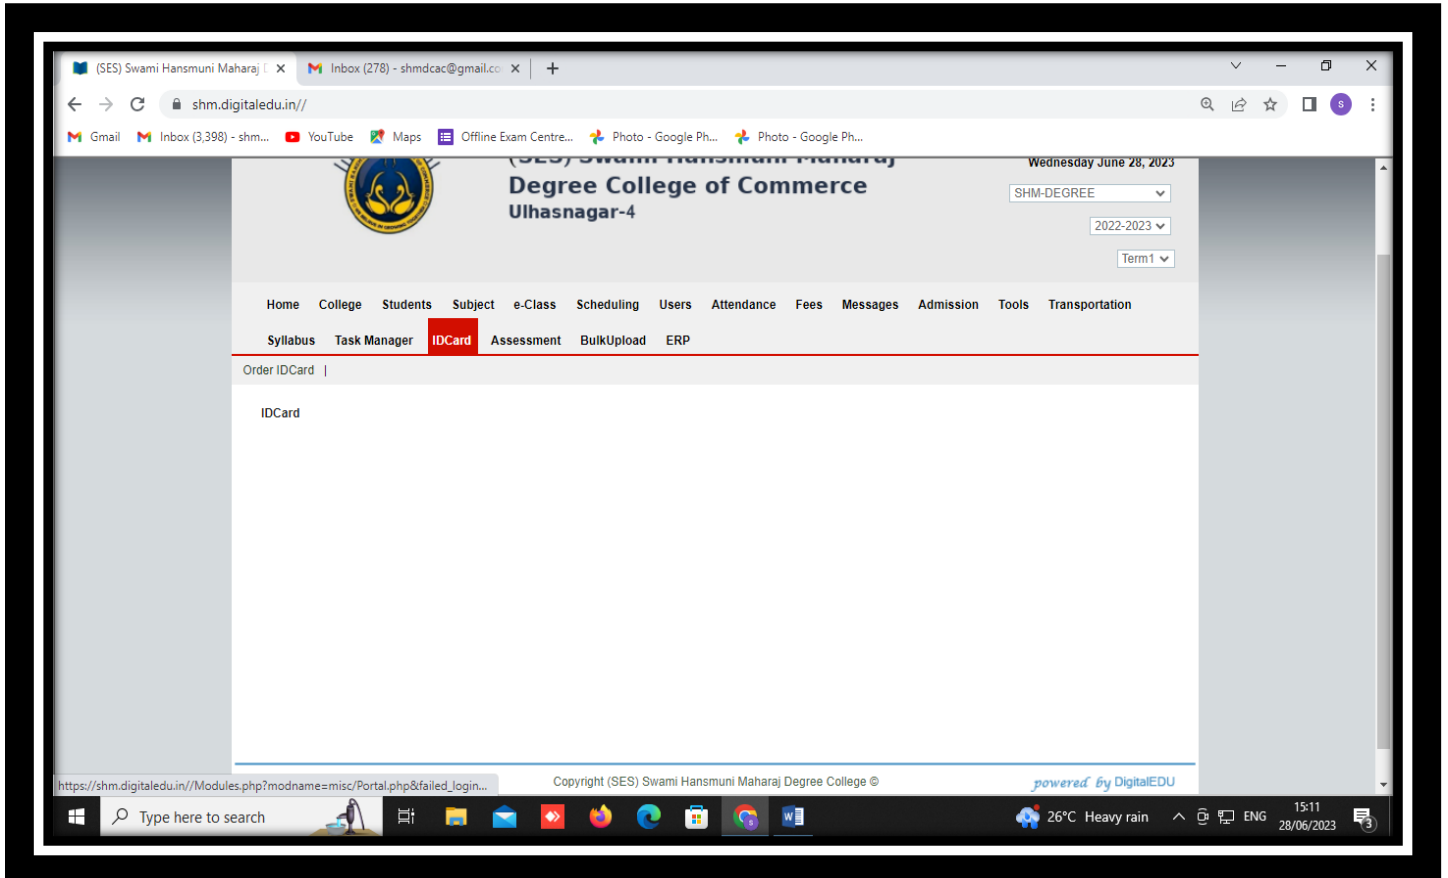 (SES) Swami Hansmuni Maharaj
Inbox (278) - shmdcac@gmail.co
shm.digitaledu.in//
S
Gmail
Inbox (3,398) - shm...
YouTube
Maps
Offline Exam Centre...
Photo - Google Ph...
Photo - Google Ph...
(SES) Swami Hansmuni Maharaj
Degree College of Commerce
Ulhasnagar-4
Wednesday June 28, 2023
SHM-DEGREE
2022-2023
Term1
Home College Students Subject e-Class Scheduling Users Attendance Fees Messages Admission Tools Transportation
Syllabus Task Manager IDCard Assessment BulkUpload ERP
Order IDCard |
IDCard
https://shm.digitaledu.in//Modules.php?modname=misc/Portal.php&failed_login...
Copyright (SES) Swami Hansmuni Maharaj Degree College ©
powered by DigitalEDU
Type here to search
26°C Heavy rain
ENG
15:11
28/06/2023
3